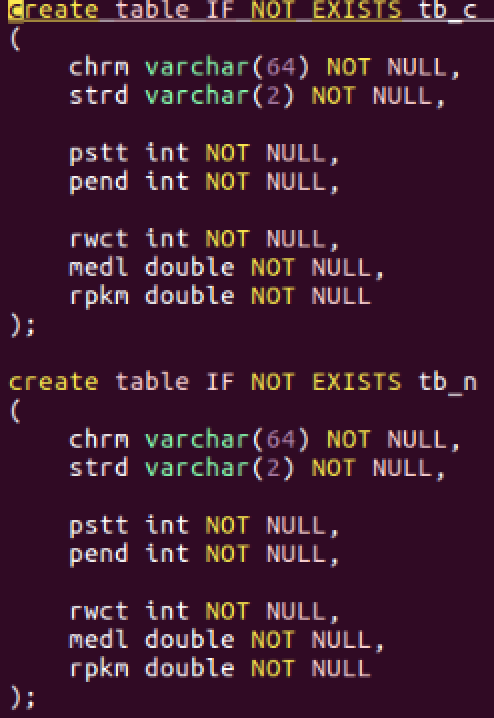 create table IF NOT EXISTS tb_c
(
    chrm varchar(64) NOT NULL,
    strd varchar(2) NOT NULL,

    pstt int NOT NULL,
    pend int NOT NULL,

    rwct int NOT NULL,
    medl double NOT NULL,
    rpkm double NOT NULL
);

create table IF NOT EXISTS tb_n
(
    chrm varchar(64) NOT NULL,
    strd varchar(2) NOT NULL,

    pstt int NOT NULL,
    pend int NOT NULL,

    rwct int NOT NULL,
    medl double NOT NULL,
    rpkm double NOT NULL
);